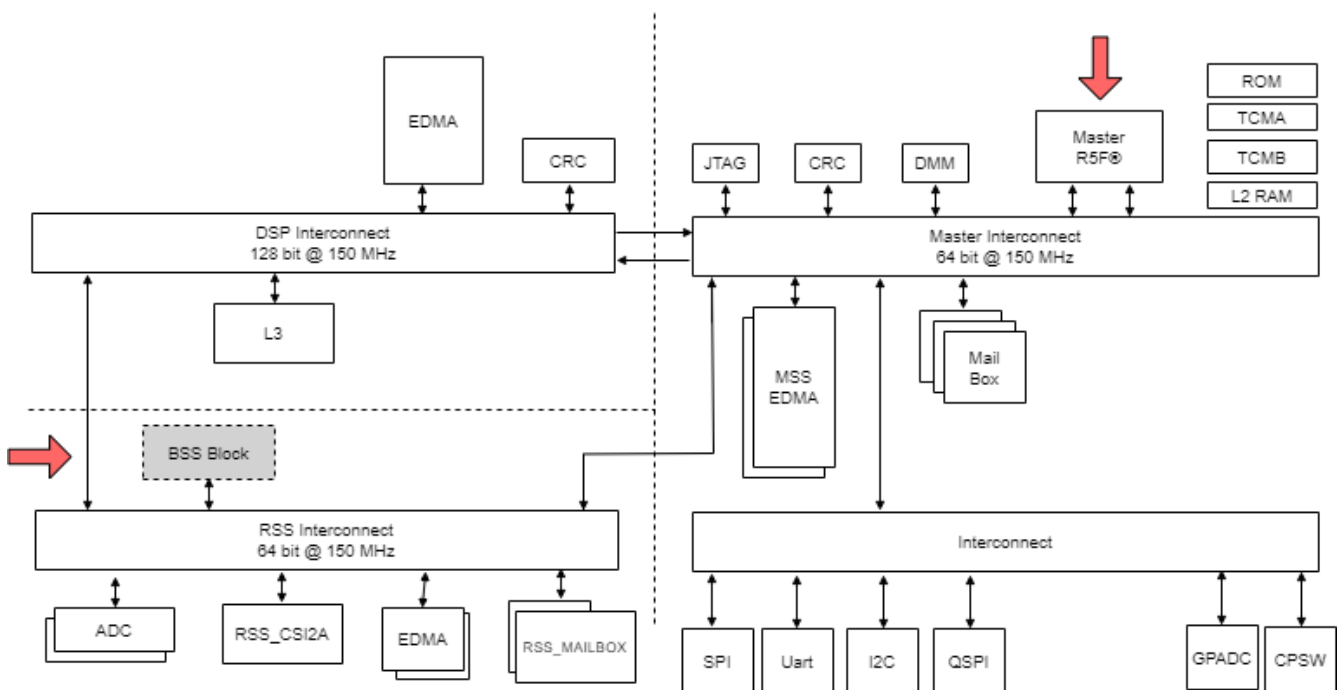 EDMA
CRC
DSP Interconnect
128 bit @ 150 MHz
L3
JTAG
CRC
DMM
Master
R5F®
ROM
TCMA
TCMB
L2 RAM
Master Interconnect
64 bit @ 150 MHz
MSS
EDMA
Mail
Box
BSS Block
RSS Interconnect
64 bit @ 150 MHz
ADC
RSS_CSI2A
EDMA
RSS_MAILBOX
Interconnect
SPI
Uart
I2C
QSPI
GPADC
CPSW